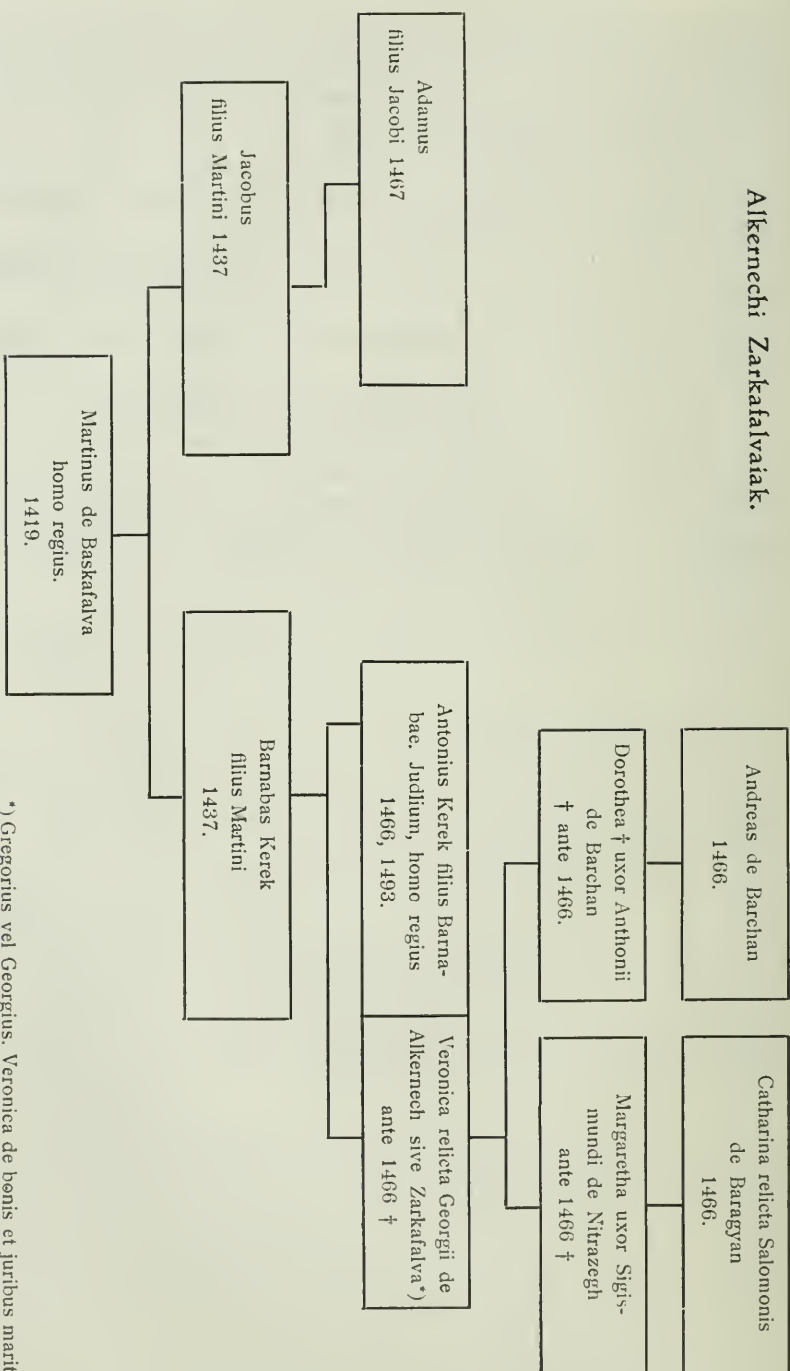 Alkernechi Zarkafalvaiak.
Andreas de Barchan
1466.
Catharina relicta Salomonis
de Baragyan
1466.
Dorothea † uxor Anthonii
de Barchan
† ante 1466.
Margaretha uxor Sigis-
mundi de Nitrazegh
ante 1466 †
Adamus
filius Jacobi 1467
Antonius Kerek filius Barna-
bae. Judlium, homo regius
1466, 1493.
Veronica relicta Georgii de
Alkernech sive Zarkafalva*)
ante 1466 †
Jacobus
filius Martini 1437
Barnabas Kerek
filius Martini
1437.
Martinus de Baskafalva
homo regius.
1419.
*) Gregorius vel Georgius. Veronica de bonis et juribus marit